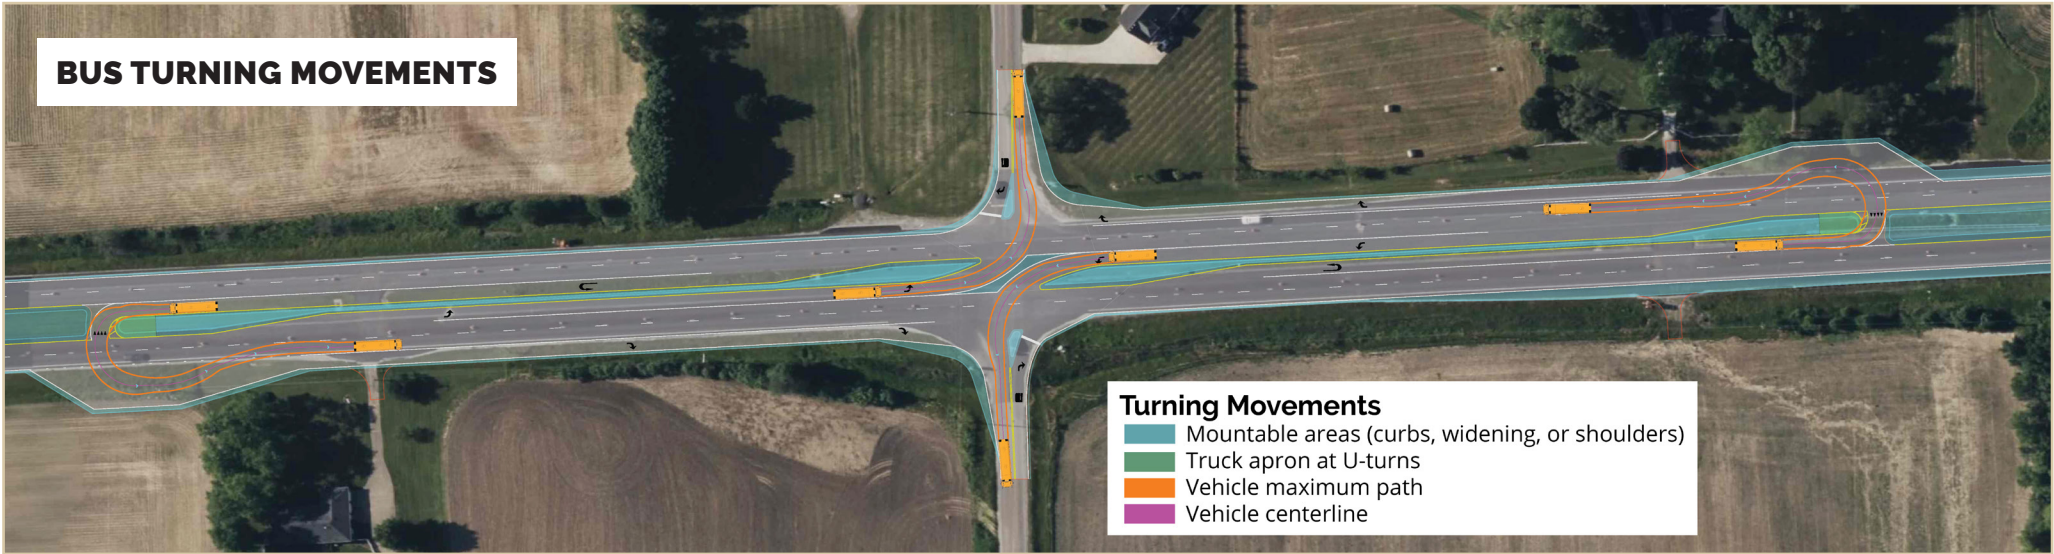 BUS TURNING MOVEMENTS
Turning Movements
Mountable areas (curbs, widening, or shoulders)
Truck apron at U-turns
Vehicle maximum path
Vehicle centerline